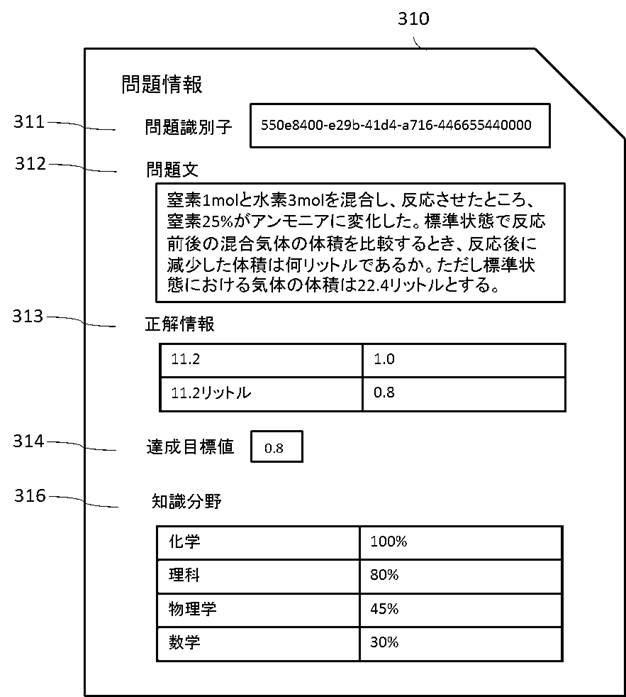 310
問題情報
311
問題識別子
550e8400-e29b-41d4-a716-446655440000
312
問題文
窒素1molと水素3molを混合し、反応させたところ、
窒素25%がアンモニアに変化した。標準状態で反応
前後の混合気体の体積を比較するとき、反応後に
減少した体積は何リットルであるか。ただし標準状
態における気体の体積は22.4リットルとする。
313
正解情報
11.2 1.0
11.2リットル 0.8
314
達成目標値
0.8
316
知識分野
化学 100%
理科 80%
物理学 45%
数学 30%